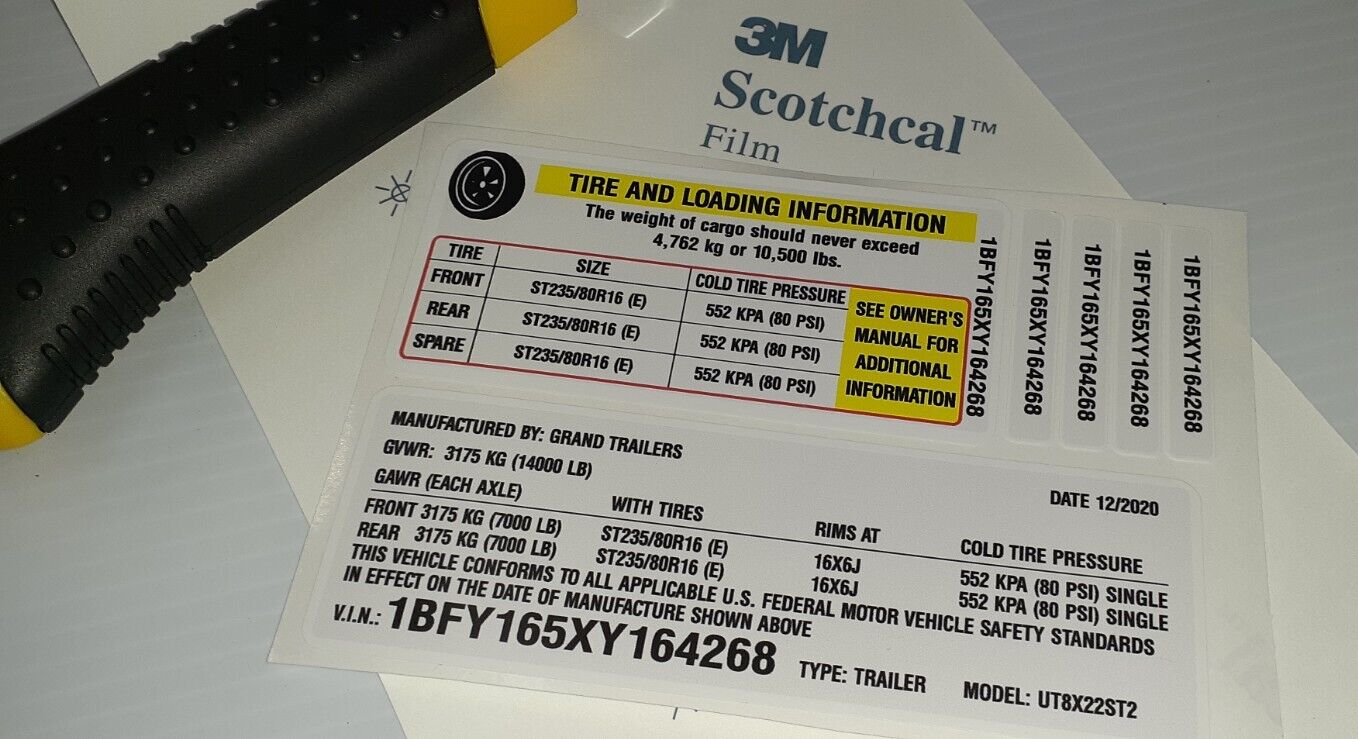 3M
Scotchcal™
Film
TIRE AND LOADING INFORMATION
The weight of cargo should never exceed
4,762 kg or 10,500 lbs.
TIRE SIZE COLD TIRE PRESSURE
FRONT ST235/80R16 (E) 552 KPA (80 PSI)
REAR ST235/80R16 (E) 552 KPA (80 PSI)
SPARE ST235/80R16 (E) 552 KPA (80 PSI)
SEE OWNER'S
MANUAL FOR
ADDITIONAL
INFORMATION
1BFY165XY164268
1BFY165XY164268
1BFY165XY164268
1BFY165XY164268
1BFY165XY164268
MANUFACTURED BY: GRAND TRAILERS
DATE 12/2020
GVWR: 3175 KG (14000 LB)
GAWR (EACH AXLE) WITH TIRES RIMS AT COLD TIRE PRESSURE
FRONT 3175 KG (7000 LB) ST235/80R16 (E) 16X6J 552 KPA (80 PSI) SINGLE
REAR 3175 KG (7000 LB) ST235/80R16 (E) 16X6J 552 KPA (80 PSI) SINGLE
THIS VEHICLE CONFORMS TO ALL APPLICABLE U.S. FEDERAL MOTOR VEHICLE SAFETY STANDARDS
IN EFFECT ON THE DATE OF MANUFACTURE SHOWN ABOVE
V.I.N.: 1BFY165XY164268 TYPE: TRAILER MODEL: UT8X22ST2